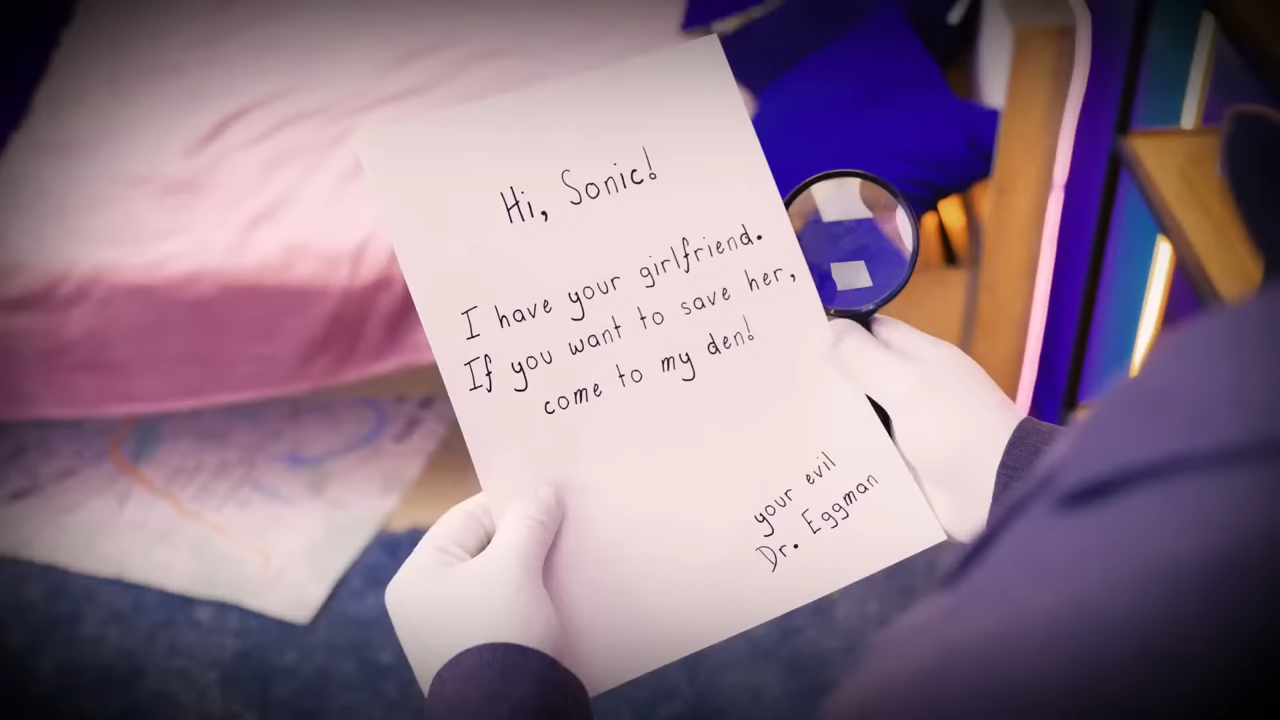 Hi, Sonic!
I have your girlfriend.
If you want to save her,
come to my den!
your evil
Dr. Eggman